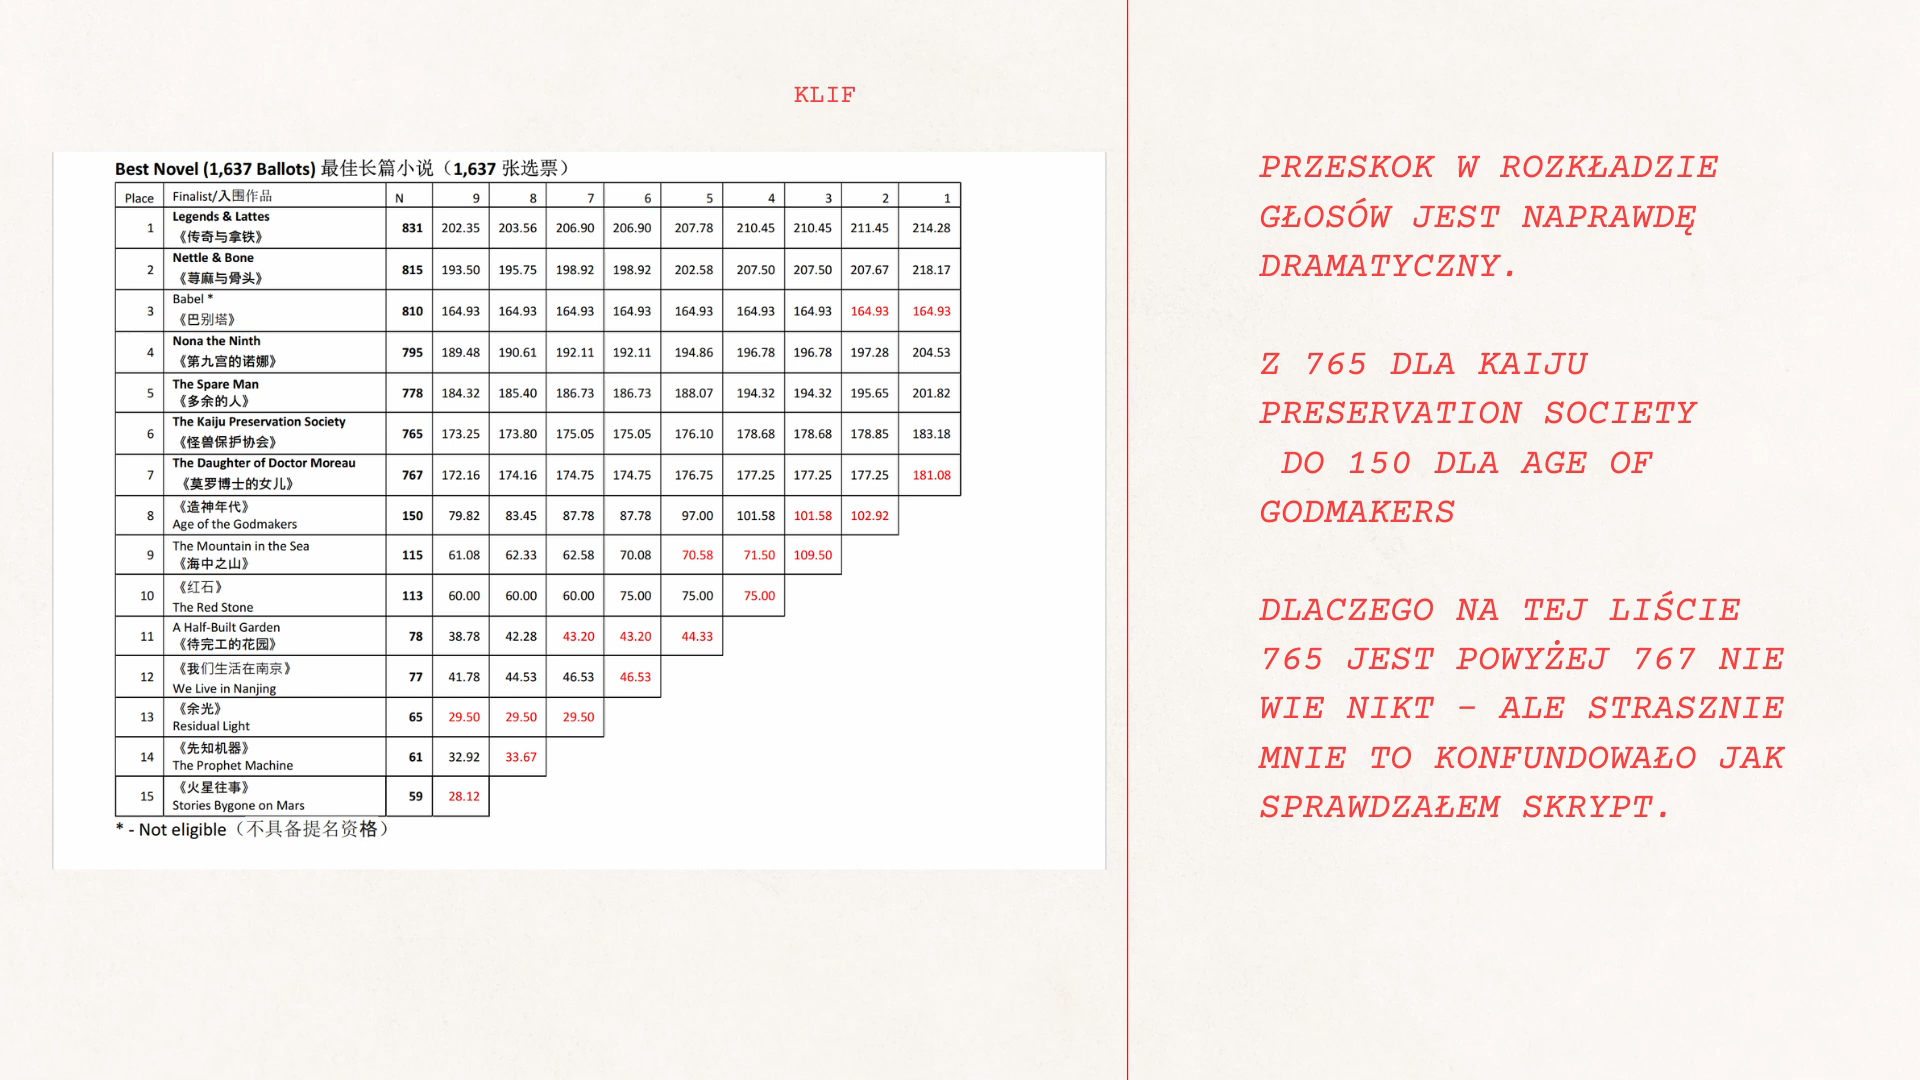 KLIF
Best Novel (1,637 Ballots) 最佳长篇小说（1,637 张选票）
Place Finalist/入围作品 N 9 8 7 6 5 4 3 2 1
1 Legends & Lattes 《传奇与拿铁》 831 202.35 203.56 206.90 206.90 207.78 210.45 210.45 211.45 214.28
2 Nettle & Bone 《荨麻与骨头》 815 193.50 195.75 198.92 198.92 202.58 207.50 207.50 207.67 218.17
3 Babel * 《巴别塔》 810 164.93 164.93 164.93 164.93 164.93 164.93 164.93 164.93 164.93
4 Nona the Ninth 《第九宫的诺娜》 795 189.48 190.61 192.11 192.11 194.86 196.78 196.78 197.28 204.53
5 The Spare Man 《多余的人》 778 184.32 185.40 186.73 186.73 188.07 194.32 194.32 195.65 201.82
6 The Kaiju Preservation Society 《怪兽保护协会》 765 173.25 173.80 175.05 175.05 176.10 178.68 178.68 178.85 183.18
7 The Daughter of Doctor Moreau 《莫罗博士的女儿》 767 172.16 174.16 174.75 174.75 176.75 177.25 177.25 177.25 181.08
8 《造神年代》 Age of the Godmakers 150 79.82 83.45 87.78 87.78 97.00 101.58 101.58 102.92
9 The Mountain in the Sea 《海中之山》 115 61.08 62.33 62.58 70.08 70.58 71.50 109.50
10 《红石》 The Red Stone 113 60.00 60.00 60.00 75.00 75.00 75.00
11 A Half-Built Garden 《待完工的花园》 78 38.78 42.28 43.20 43.20 44.33
12 《我们生活在南京》 We Live in Nanjing 77 41.78 44.53 46.53 46.53
13 《余光》 Residual Light 65 29.50 29.50 29.50
14 《先知机器》 The Prophet Machine 61 32.92 33.67
15 《火星往事》 Stories Bygone on Mars 59 28.12
* - Not eligible（不具备提名资格）
PRZESKOK W ROZKŁADZIE
GŁOSÓW JEST NAPRAWDĘ
DRAMATYCZNY.
Z 765 DLA KAIJU
PRESERVATION SOCIETY
DO 150 DLA AGE OF
GODMAKERS
DLACZEGO NA TEJ LIŚCIE
765 JEST POWYŻEJ 767 NIE
WIE NIKT – ALE STRASZNIE
MNIE TO KONFUNDOWAŁO JAK
SPRAWDZAŁEM SKRYPT.